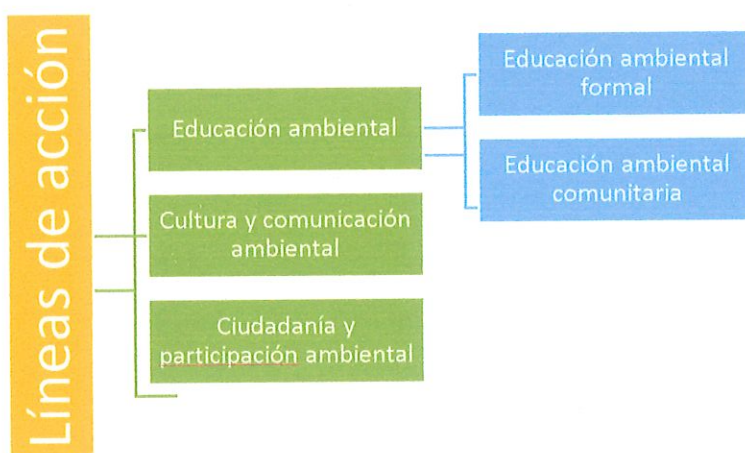 Líneas de acción
Educación ambiental
Cultura y comunicación
ambiental
Ciudadanía y
participación ambiental
Educación ambiental
formal
Educación ambiental
comunitaria